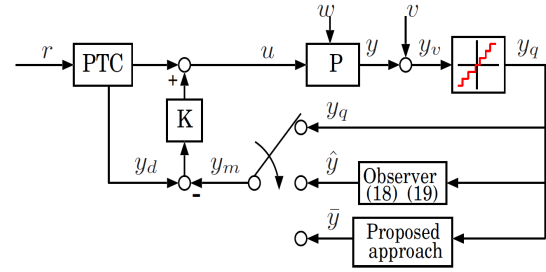 w v
r PTC + u P y y_v y_q
K
y_q
y_d y_m ŷ Observer
- (18) (19)
ȳ Proposed
approach